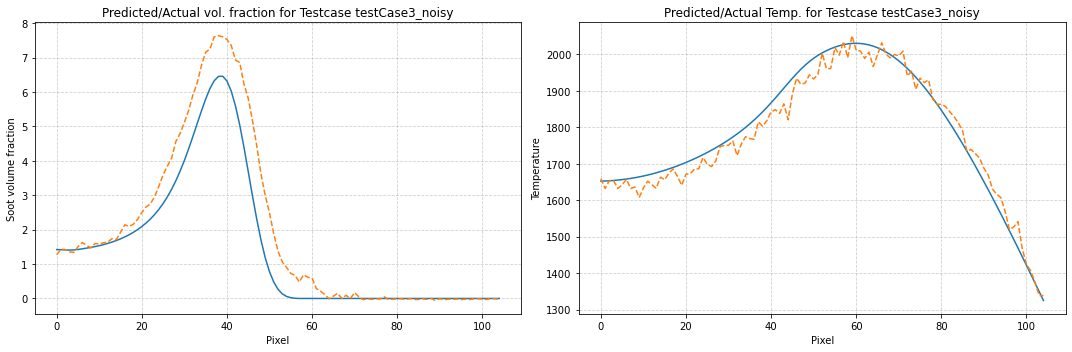 Predicted/Actual vol. fraction for Testcase testCase3_noisy
8
7
6
5
4
3
2
1
0
Soot volume fraction
0 20 40 60 80 100
Pixel
Predicted/Actual Temp. for Testcase testCase3_noisy
2000
1900
1800
1700
1600
1500
1400
1300
Temperature
0 20 40 60 80 100
Pixel